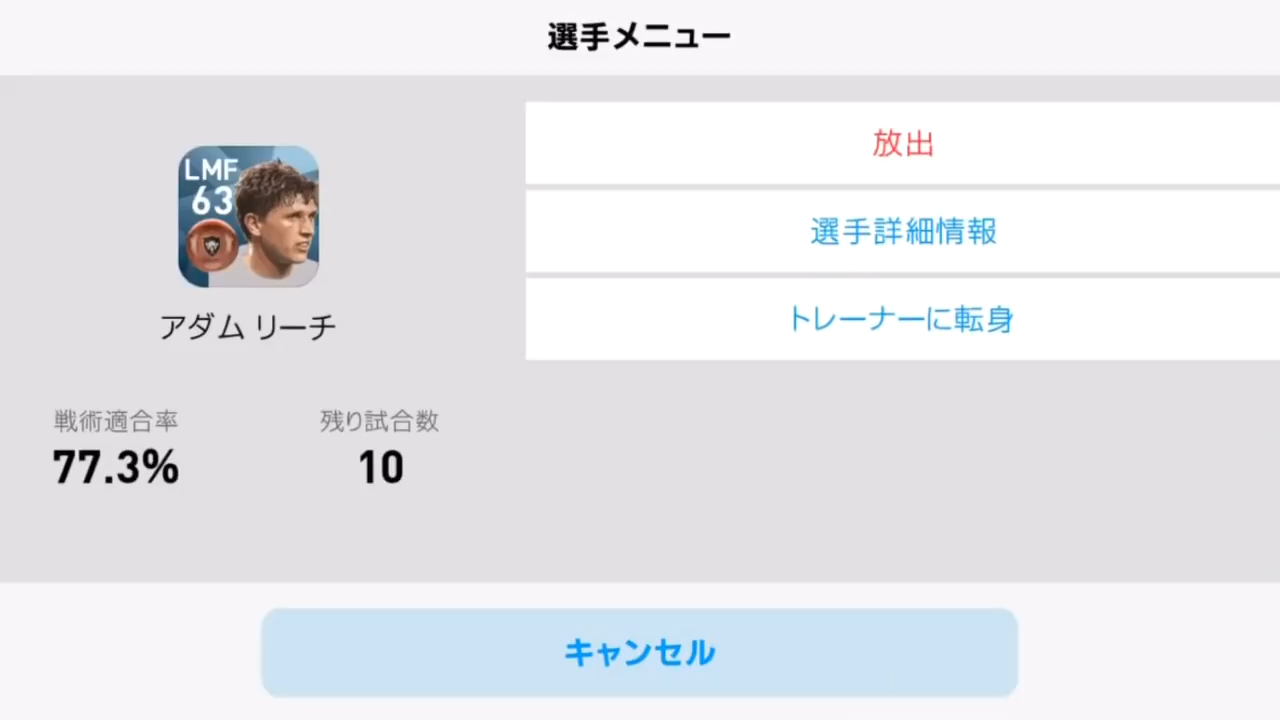 選手メニュー
LMF
63
アダム リーチ
戦術適合率
残り試合数
77.3%
10
放出
選手詳細情報
トレーナーに転身
キャンセル